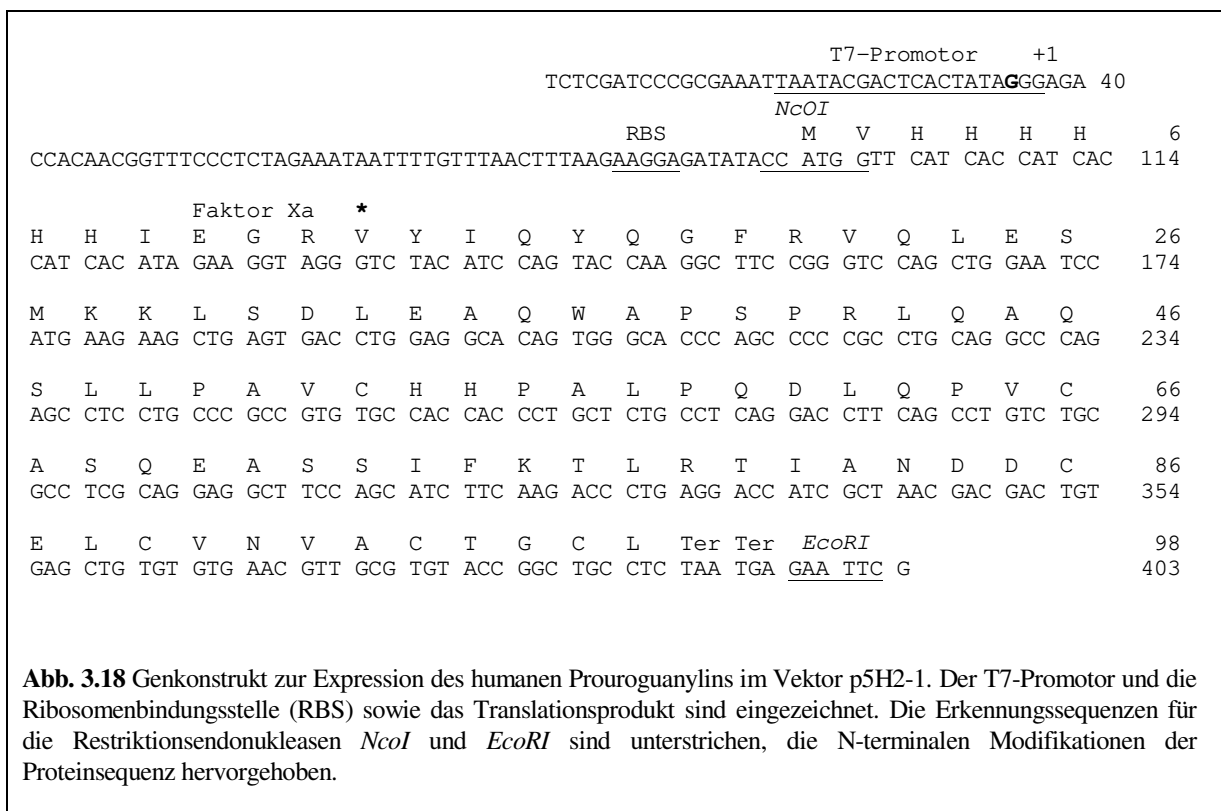 T7-Promotor +1
TCTCGATCCCGCGAAATTAATACGACTCACTATAGGGAGA 40
NcOI
RBS M V H H H H 6
CCACAACGGTTTCCCTCTAGAAATAATTTTGTTTAACTTTAAGAAGGAGATATACC ATG GTT CAT CAC CAT CAC 114
Faktor Xa *
H H I E G R V Y I Q Y Q G F R V Q L E S 26
CAT CAC ATA GAA GGT AGG GTC TAC ATC CAG TAC CAA GGC TTC CGG GTC CAG CTG GAA TCC 174
M K K L S D L E A Q W A P S P R L Q A Q 46
ATG AAG AAG CTG AGT GAC CTG GAG GCA CAG TGG GCA CCC AGC CCC CGC CTG CAG GCC CAG 234
S L L P A V C H H P A L P Q D L Q P V C 66
AGC CTC CTG CCC GCC GTG TGC CAC CAC CCT GCT CTG CCT CAG GAC CTT CAG CCT GTC TGC 294
A S Q E A S S I F K T L R T I A N D D C 86
GCC TCG CAG GAG GCT TCC AGC ATC TTC AAG ACC CTG AGG ACC ATC GCT AAC GAC GAC TGT 354
E L C V N V A C T G C L Ter Ter EcoRI 98
GAG CTG TGT GTG AAC GTT GCG TGT ACC GGC TGC CTC TAA TGA GAA TTC G 403
Abb. 3.18 Genkonstrukt zur Expression des humanen Prouroguanylins im Vektor p5H2-1. Der T7-Promotor und die
Ribosomenbindungsstelle (RBS) sowie das Translationsprodukt sind eingezeichnet. Die Erkennungssequenzen für
die Restriktionsendonukleasen NcoI und EcoRI sind unterstrichen, die N-terminalen Modifikationen der
Proteinsequenz hervorgehoben.